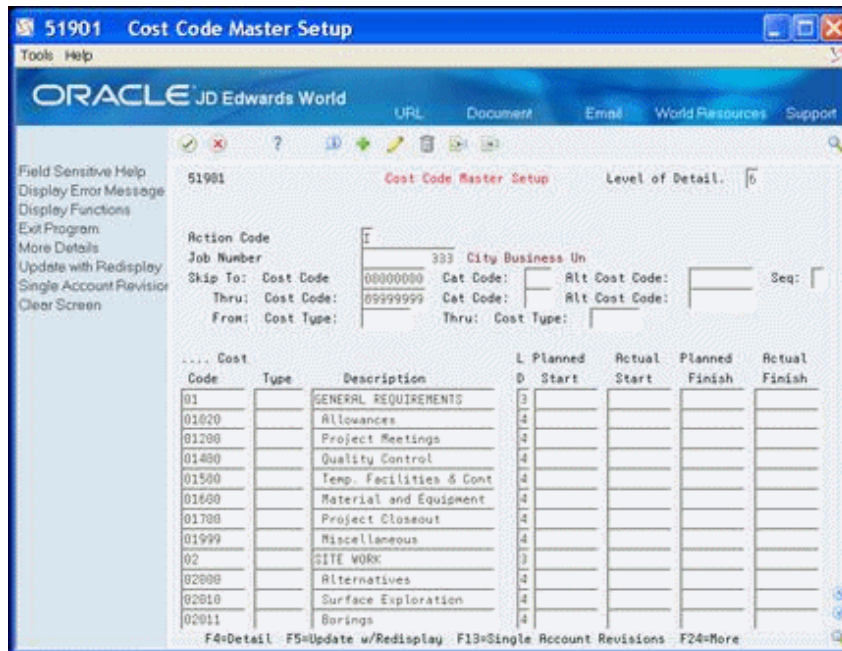 51901 Cost Code Master Setup
Tools Help
ORACLE JD Edwards World
URL Document Email World Resources Support
Field Sensitive Help
Display Error Message
Display Functions
Exit Program
More Details
Update with Redisplay
Single Account Revision
Clear Screen
51901 Cost Code Master Setup Level of Detail. 6
Action Code I
Job Number 333 City Business Un
Skip To: Cost Code 00000000 Cat Code: Alt Cost Code: Seq:
Thru: Cost Code: 09999999 Cat Code: Alt Cost Code:
From: Cost Type: Thru: Cost Type:
.... Cost L Planned Actual Planned Actual
Code Type Description D Start Start Finish Finish
01 GENERAL REQUIREMENTS 3
01020 Allowances 4
01200 Project Meetings 4
01400 Quality Control 4
01500 Temp. Facilities & Cont 4
01600 Material and Equipment 4
01700 Project Closeout 4
01999 Miscellaneous 4
02 SITE WORK 3
02000 Alternatives 4
02010 Surface Exploration 4
02011 Borings 4
F4=Detail F5=Update w/Redisplay F13=Single Account Revisions F24=More